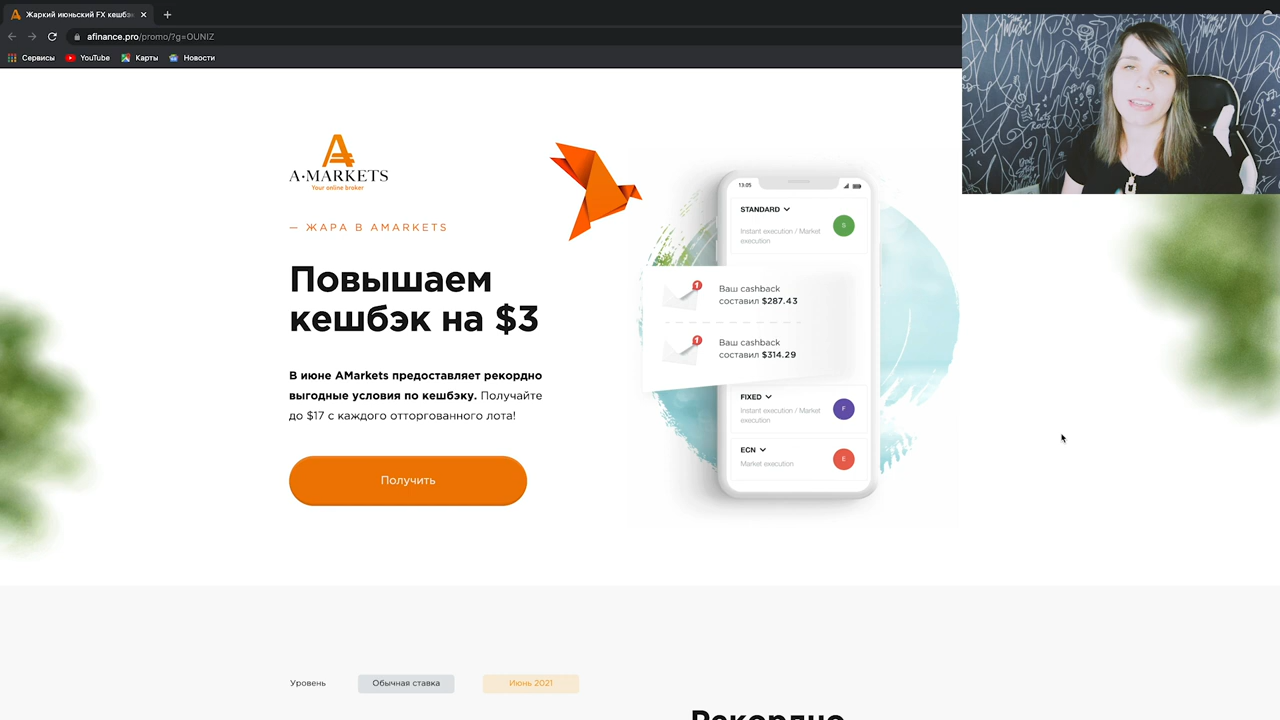 Жаркий июньский FX кешбэк
afinance.pro/promo/?g=OUNIZ
Сервисы YouTube Карты Новости
A·MARKETS
Your online broker
— ЖАРА В AMARKETS
Повышаем
кешбэк на $3
В июне AMarkets предоставляет рекордно
выгодные условия по кешбэку. Получайте
до $17 с каждого отторгованного лота!
Получить
13:05
STANDARD
Instant execution / Market
execution
S
1
Ваш cashback
составил $287.43
1
Ваш cashback
составил $314.29
FIXED
Instant execution / Market
execution
F
ECN
Market execution
E
Уровень Обычная ставка Июнь 2021
Рекордно